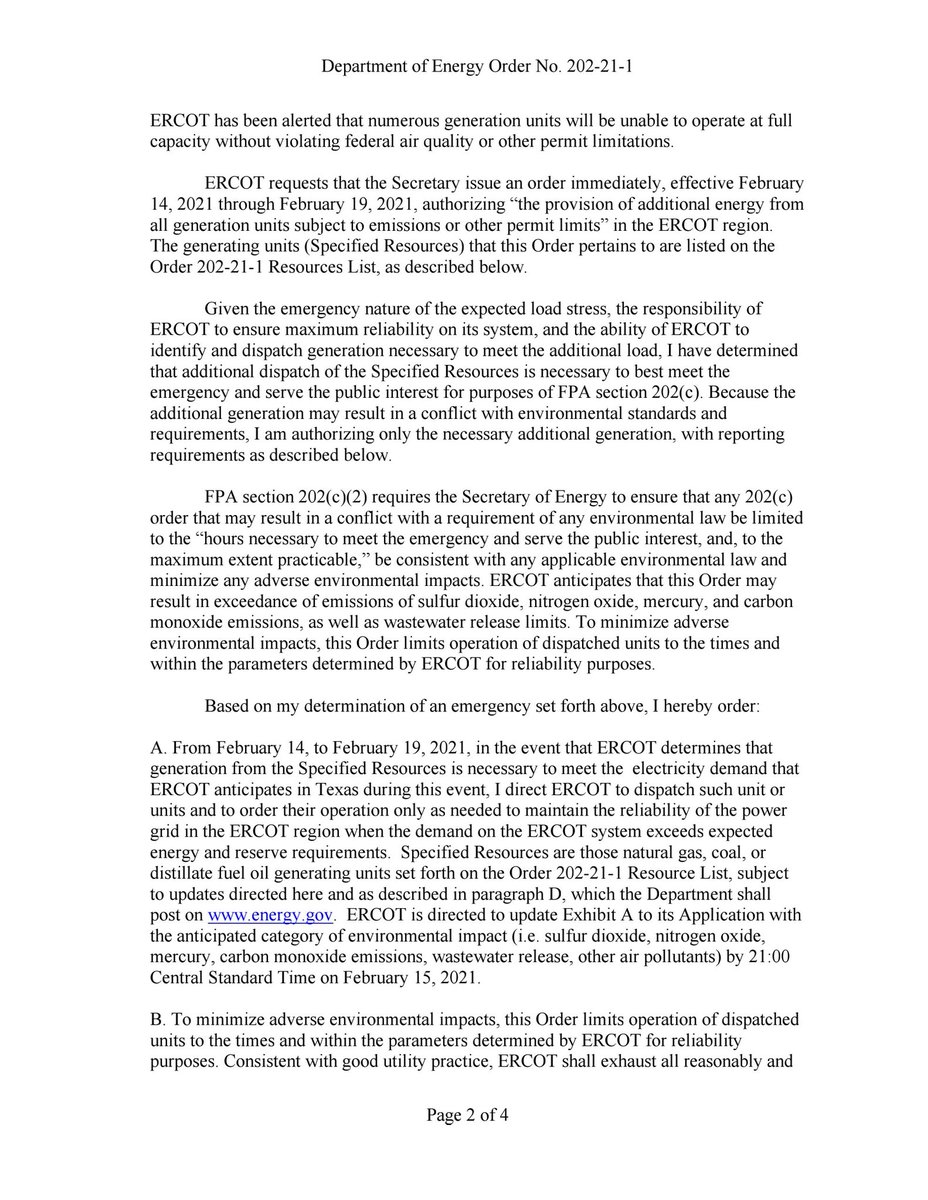 Department of Energy Order No. 202-21-1
ERCOT has been alerted that numerous generation units will be unable to operate at full
capacity without violating federal air quality or other permit limitations.
ERCOT requests that the Secretary issue an order immediately, effective February
14, 2021 through February 19, 2021, authorizing “the provision of additional energy from
all generation units subject to emissions or other permit limits” in the ERCOT region.
The generating units (Specified Resources) that this Order pertains to are listed on the
Order 202-21-1 Resources List, as described below.
Given the emergency nature of the expected load stress, the responsibility of
ERCOT to ensure maximum reliability on its system, and the ability of ERCOT to
identify and dispatch generation necessary to meet the additional load, I have determined
that additional dispatch of the Specified Resources is necessary to best meet the
emergency and serve the public interest for purposes of FPA section 202(c). Because the
additional generation may result in a conflict with environmental standards and
requirements, I am authorizing only the necessary additional generation, with reporting
requirements as described below.
FPA section 202(c)(2) requires the Secretary of Energy to ensure that any 202(c)
order that may result in a conflict with a requirement of any environmental law be limited
to the “hours necessary to meet the emergency and serve the public interest, and, to the
maximum extent practicable,” be consistent with any applicable environmental law and
minimize any adverse environmental impacts. ERCOT anticipates that this Order may
result in exceedance of emissions of sulfur dioxide, nitrogen oxide, mercury, and carbon
monoxide emissions, as well as wastewater release limits. To minimize adverse
environmental impacts, this Order limits operation of dispatched units to the times and
within the parameters determined by ERCOT for reliability purposes.
Based on my determination of an emergency set forth above, I hereby order:
A. From February 14, to February 19, 2021, in the event that ERCOT determines that
generation from the Specified Resources is necessary to meet the  electricity demand that
ERCOT anticipates in Texas during this event, I direct ERCOT to dispatch such unit or
units and to order their operation only as needed to maintain the reliability of the power
grid in the ERCOT region when the demand on the ERCOT system exceeds expected
energy and reserve requirements.  Specified Resources are those natural gas, coal, or
distillate fuel oil generating units set forth on the Order 202-21-1 Resource List, subject
to updates directed here and as described in paragraph D, which the Department shall
post on www.energy.gov.  ERCOT is directed to update Exhibit A to its Application with
the anticipated category of environmental impact (i.e. sulfur dioxide, nitrogen oxide,
mercury, carbon monoxide emissions, wastewater release, other air pollutants) by 21:00
Central Standard Time on February 15, 2021.
B. To minimize adverse environmental impacts, this Order limits operation of dispatched
units to the times and within the parameters determined by ERCOT for reliability
purposes. Consistent with good utility practice, ERCOT shall exhaust all reasonably and
Page 2 of 4